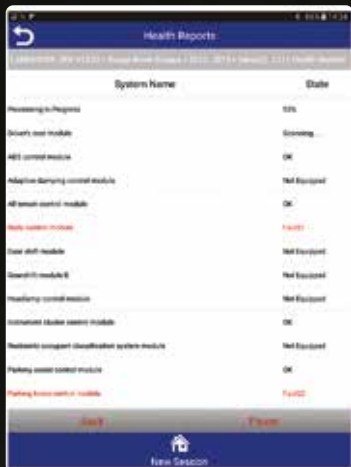 Health Reports
System Name State
Processing In Progress 53%
Driver's seat module Scanning...
ABS control module OK
Adaptive damping control module Not Equipped
All terrain control module OK
Body control module Fault
Gear shift module Not Equipped
Gearshift module B Not Equipped
Headlamp control module Not Equipped
Instrument cluster control module OK
Restraints occupant classification system module Not Equipped
Parking assist control module OK
Parking brake control module Fault
Back
New Session